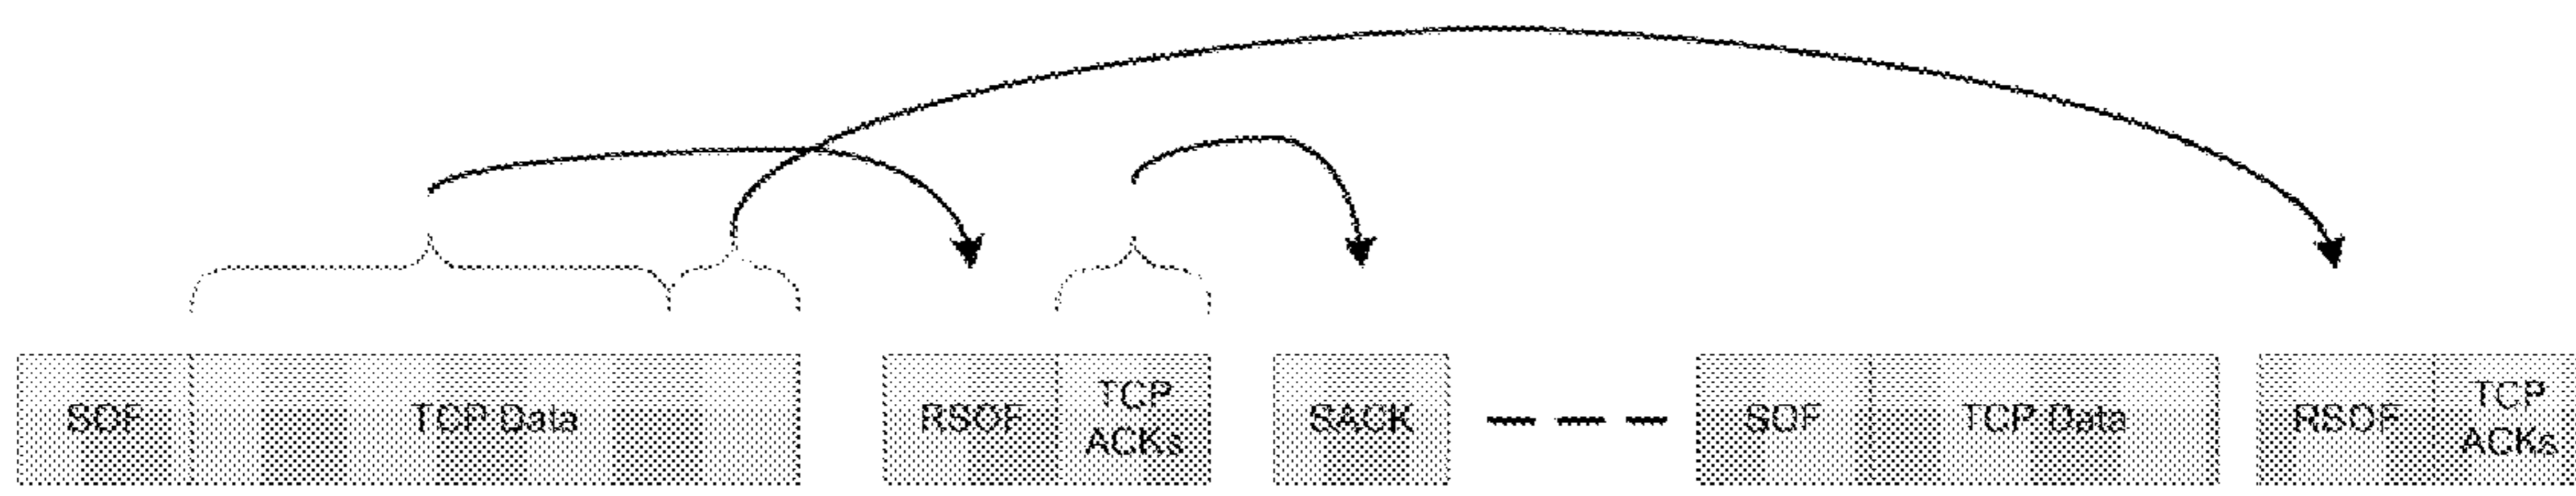 SOF
TCP Data
RSOF
TCP
ACKs
SACK
SOF
TCP Data
RSOF
TCP
ACKs